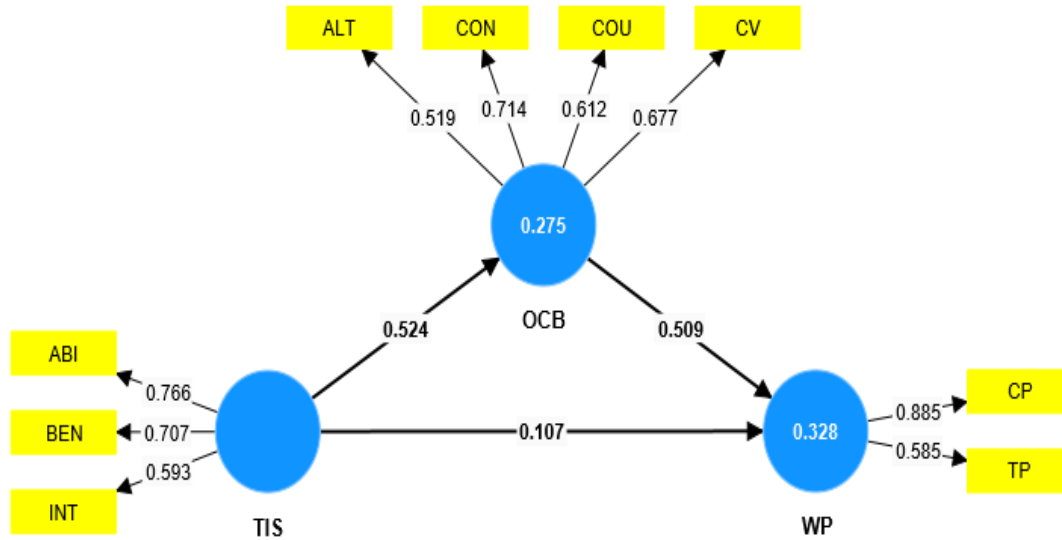 ALT CON COU CV
0.519 0.714 0.612 0.677
0.275
OCB
0.524 0.509
ABI
BEN
INT
0.766
0.707
0.593
TIS
0.107
0.328
WP
0.885
0.585
CP
TP